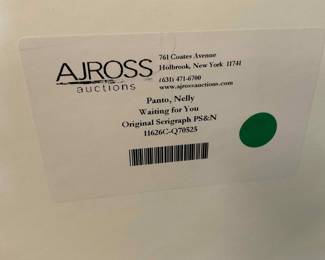 AJROSS
auctions
761 Coates Avenue
Holbrook, New York 11741
(631) 471-6700
www.ajrossauctions.com
Panto, Nelly
Waiting for You
Original Serigraph PS&N
11626C-Q70525